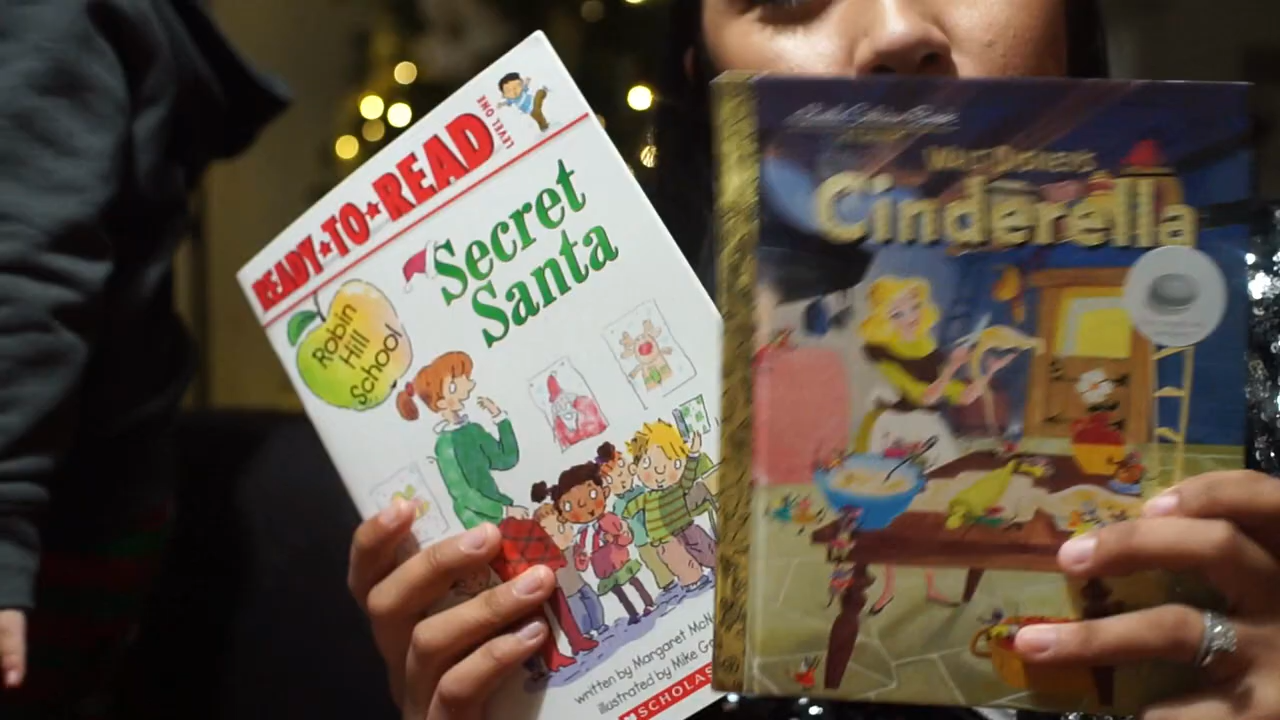 READY★TO★READ
LEVEL ONE
Secret
Santa
Robin
Hill
School
written by Margaret McN
illustrated by Mike G
SCHOLAS
WALT DISNEY'S
Cinderella